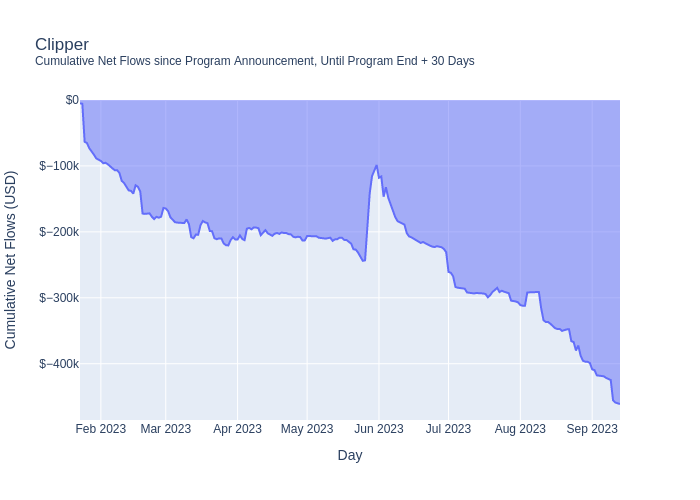 Clipper
Cumulative Net Flows since Program Announcement, Until Program End + 30 Days
Cumulative Net Flows (USD)
$0
$−100k
$−200k
$−300k
$−400k
Feb 2023 Mar 2023 Apr 2023 May 2023 Jun 2023 Jul 2023 Aug 2023 Sep 2023
Day